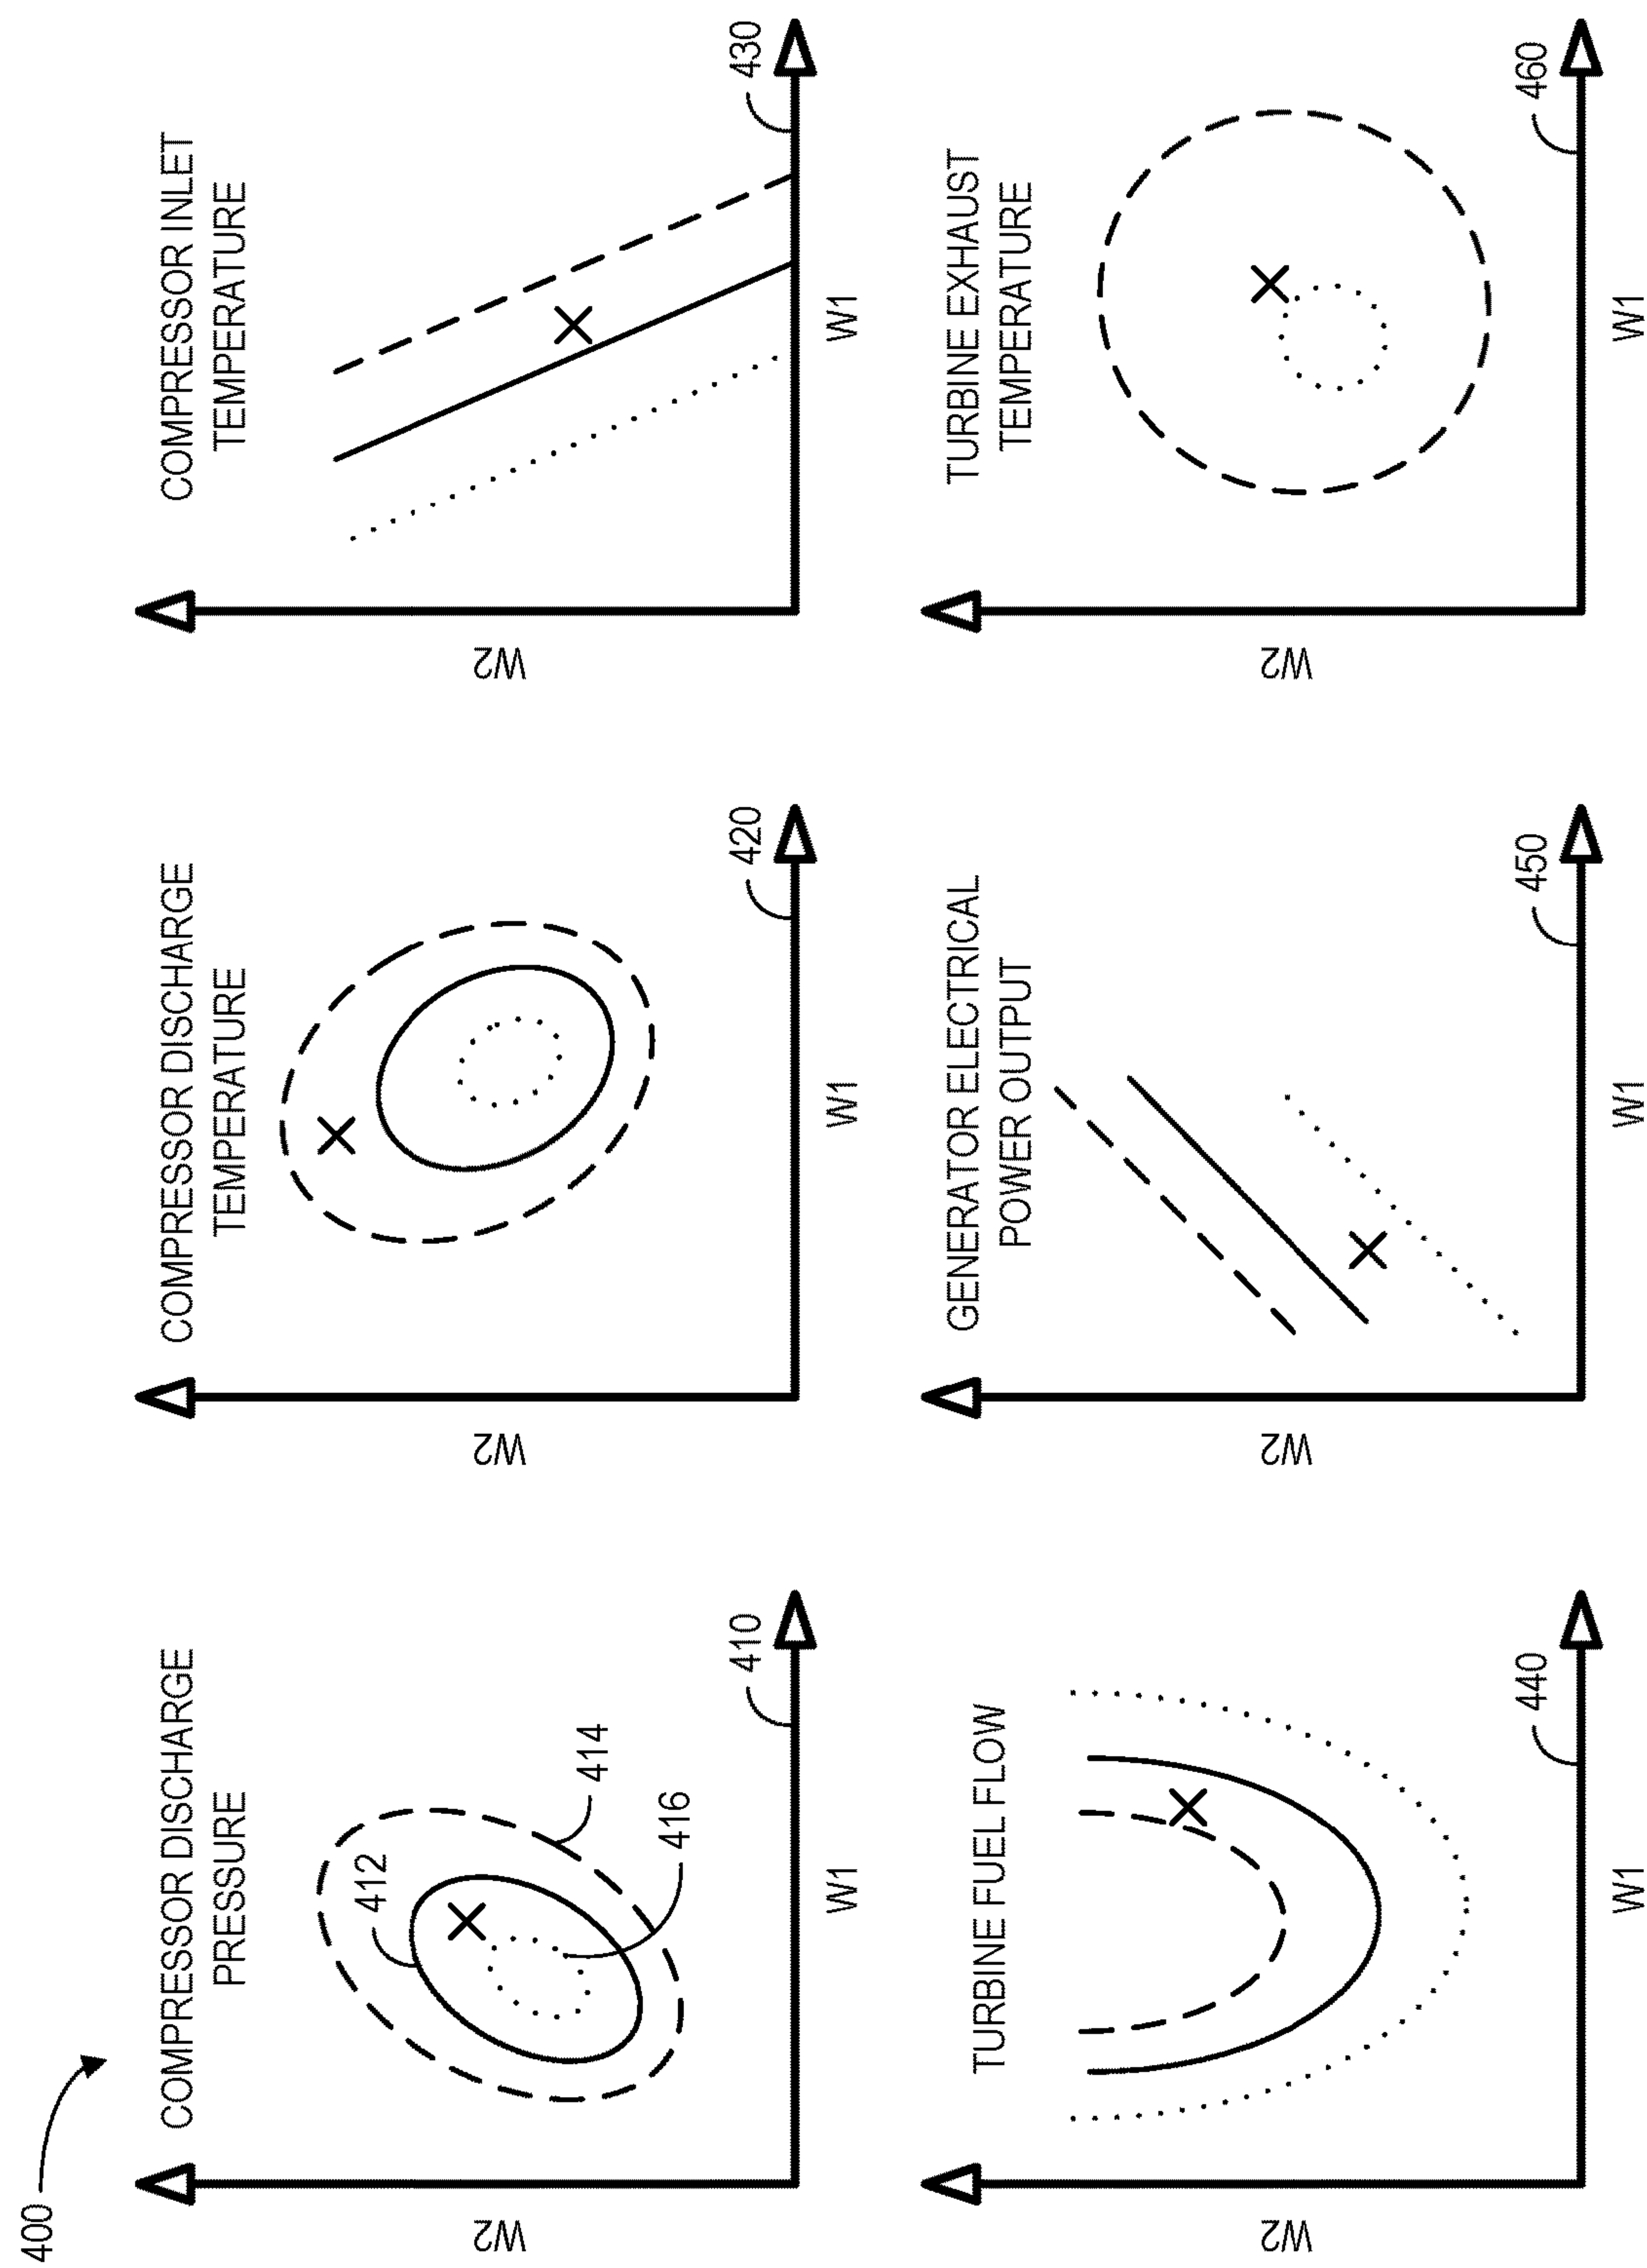 400
COMPRESSOR DISCHARGE
PRESSURE
412
414
416
410
W2
W1
COMPRESSOR DISCHARGE
TEMPERATURE
420
W2
W1
COMPRESSOR INLET
TEMPERATURE
430
W2
W1
TURBINE FUEL FLOW
440
W2
W1
GENERATOR ELECTRICAL
POWER OUTPUT
450
W2
W1
TURBINE EXHAUST
TEMPERATURE
460
W2
W1